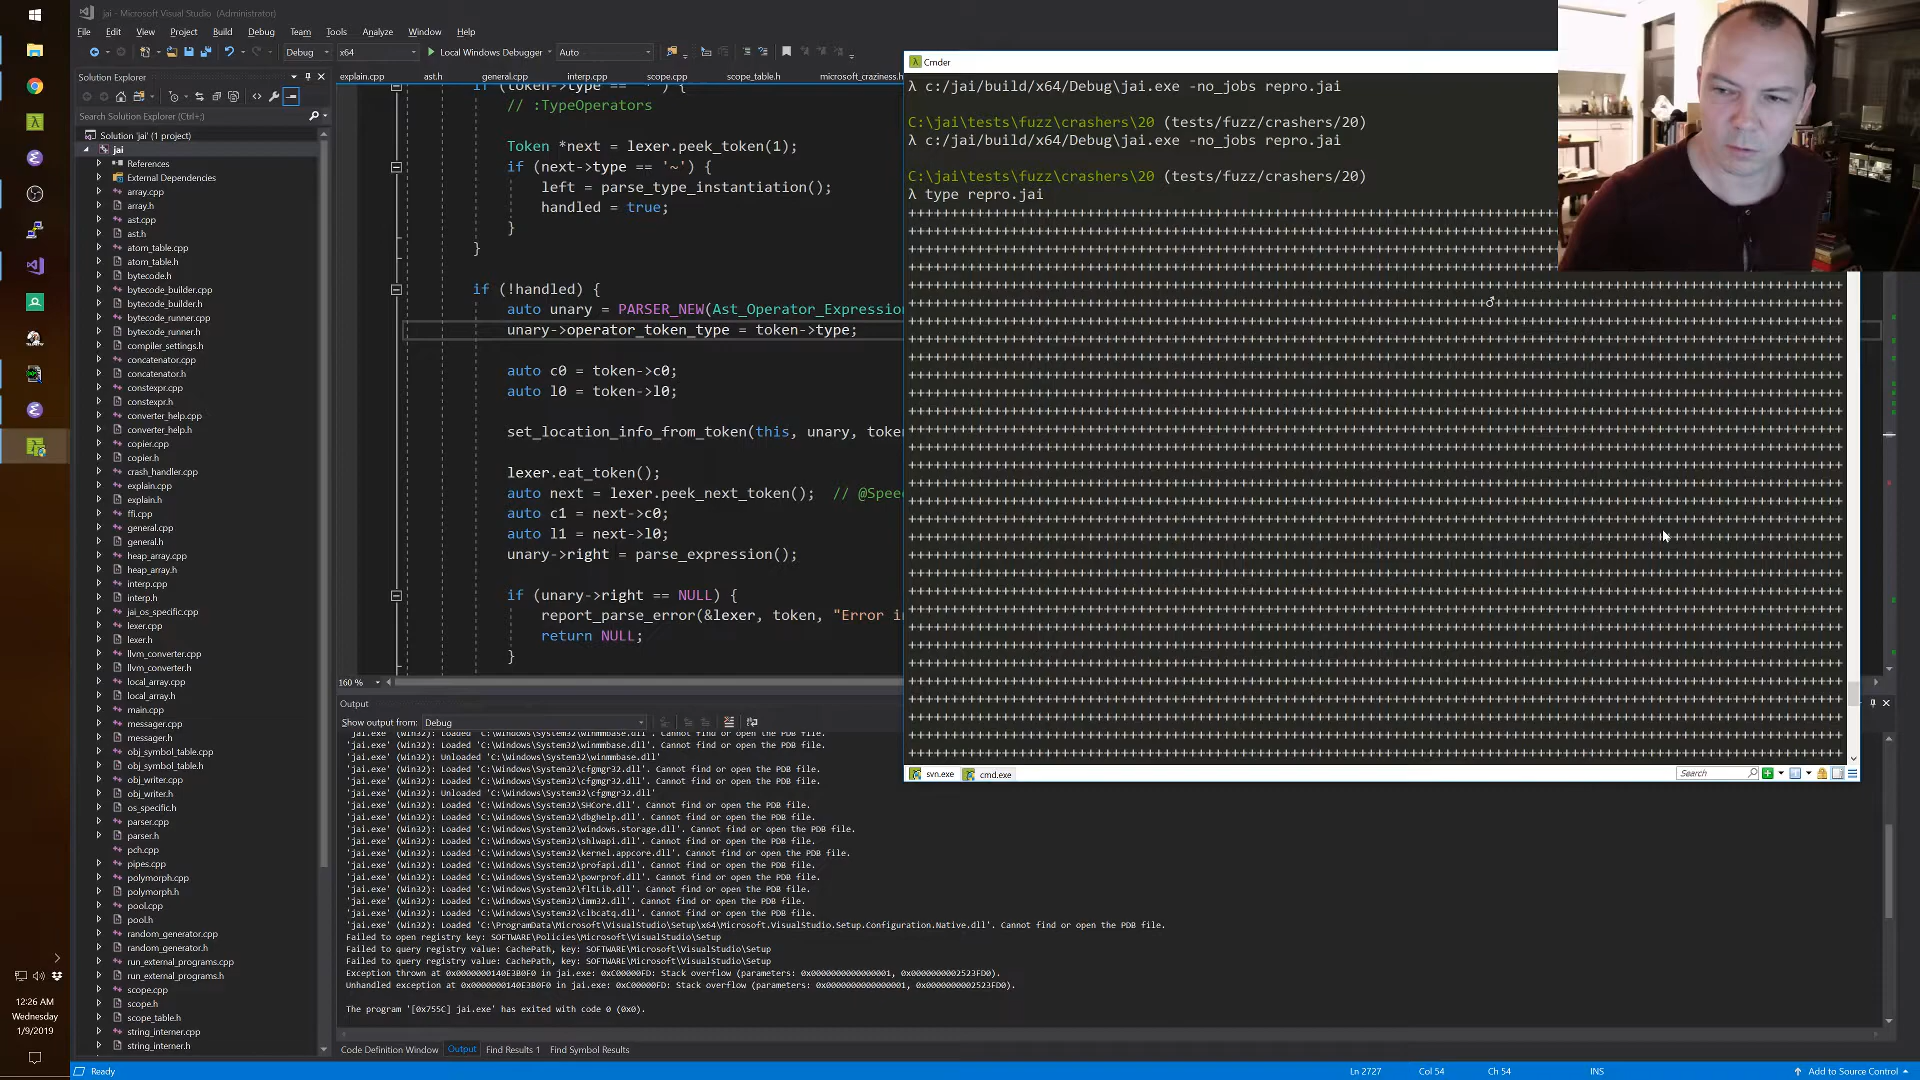 jai - Microsoft Visual Studio (Administrator)
File Edit View Project Build Debug Team Tools Analyze Window Help
Debug x64 Local Windows Debugger Auto
Solution Explorer
Search Solution Explorer (Ctrl+;)
Solution 'jai' (1 project)
jai
References
External Dependencies
array.cpp
array.h
ast.cpp
ast.h
atom_table.cpp
atom_table.h
bytecode.h
bytecode_builder.cpp
bytecode_builder.h
bytecode_runner.cpp
bytecode_runner.h
compiler_settings.h
concatenator.cpp
concatenator.h
constexpr.cpp
constexpr.h
converter_help.cpp
converter_help.h
copier.cpp
copier.h
crash_handler.cpp
explain.cpp
explain.h
ffi.cpp
general.cpp
general.h
heap_array.cpp
heap_array.h
interp.cpp
interp.h
jai_os_specific.cpp
lexer.cpp
lexer.h
llvm_converter.cpp
llvm_converter.h
local_array.cpp
local_array.h
main.cpp
messager.cpp
messager.h
obj_symbol_table.cpp
obj_symbol_table.h
obj_writer.cpp
obj_writer.h
os_specific.h
parser.cpp
parser.h
pch.cpp
pipes.cpp
polymorph.cpp
polymorph.h
pool.cpp
pool.h
random_generator.cpp
random_generator.h
run_external_programs.cpp
run_external_programs.h
scope.cpp
scope.h
scope_table.h
string_interner.cpp
string_interner.h
explain.cpp ast.h general.cpp interp.cpp scope.cpp scope_table.h microsoft_craziness.h
// :TypeOperators
Token *next = lexer.peek_token(1);
if (next->type == '~') {
left = parse_type_instantiation();
handled = true;
}
}
if (!handled) {
auto unary = PARSER_NEW(Ast_Operator_Expressio
unary->operator_token_type = token->type;
auto c0 = token->c0;
auto l0 = token->l0;
set_location_info_from_token(this, unary, toke
lexer.eat_token();
auto next = lexer.peek_next_token(); // @Spee
auto c1 = next->c0;
auto l1 = next->l0;
unary->right = parse_expression();
if (unary->right == NULL) {
report_parse_error(&lexer, token, "Error i
return NULL;
}
160 %
Cmder
λ c:/jai/build/x64/Debug\jai.exe -no_jobs repro.jai
C:\jai\tests\fuzz\crashers\20 (tests/fuzz/crashers/20)
λ c:/jai/build/x64/Debug\jai.exe -no_jobs repro.jai
C:\jai\tests\fuzz\crashers\20 (tests/fuzz/crashers/20)
λ type repro.jai
svn.exe cmd.exe Search
Output
Show output from: Debug
'jai.exe' (Win32): Loaded 'C:\Windows\System32\winmmbase.dll'. Cannot find or open the PDB file.
'jai.exe' (Win32): Loaded 'C:\Windows\System32\winmmbase.dll'. Cannot find or open the PDB file.
'jai.exe' (Win32): Unloaded 'C:\Windows\System32\winmmbase.dll'
'jai.exe' (Win32): Loaded 'C:\Windows\System32\cfgmgr32.dll'. Cannot find or open the PDB file.
'jai.exe' (Win32): Loaded 'C:\Windows\System32\cfgmgr32.dll'. Cannot find or open the PDB file.
'jai.exe' (Win32): Unloaded 'C:\Windows\System32\cfgmgr32.dll'
'jai.exe' (Win32): Loaded 'C:\Windows\System32\SHCore.dll'. Cannot find or open the PDB file.
'jai.exe' (Win32): Loaded 'C:\Windows\System32\dbghelp.dll'. Cannot find or open the PDB file.
'jai.exe' (Win32): Loaded 'C:\Windows\System32\windows.storage.dll'. Cannot find or open the PDB file.
'jai.exe' (Win32): Loaded 'C:\Windows\System32\shlwapi.dll'. Cannot find or open the PDB file.
'jai.exe' (Win32): Loaded 'C:\Windows\System32\kernel.appcore.dll'. Cannot find or open the PDB file.
'jai.exe' (Win32): Loaded 'C:\Windows\System32\profapi.dll'. Cannot find or open the PDB file.
'jai.exe' (Win32): Loaded 'C:\Windows\System32\powrprof.dll'. Cannot find or open the PDB file.
'jai.exe' (Win32): Loaded 'C:\Windows\System32\fltLib.dll'. Cannot find or open the PDB file.
'jai.exe' (Win32): Loaded 'C:\Windows\System32\imm32.dll'. Cannot find or open the PDB file.
'jai.exe' (Win32): Loaded 'C:\Windows\System32\clbcatq.dll'. Cannot find or open the PDB file.
'jai.exe' (Win32): Loaded 'C:\ProgramData\Microsoft\VisualStudio\Setup\x64\Microsoft.VisualStudio.Setup.Configuration.Native.dll'. Cannot find or open the PDB file.
Failed to open registry key: SOFTWARE\Policies\Microsoft\VisualStudio\Setup
Failed to query registry value: CachePath, key: SOFTWARE\Microsoft\VisualStudio\Setup
Failed to query registry value: CachePath, key: SOFTWARE\Microsoft\VisualStudio\Setup
Exception thrown at 0x0000000140E3B0F0 in jai.exe: 0xC00000FD: Stack overflow (parameters: 0x0000000000000001, 0x0000000002523FD0).
Unhandled exception at 0x0000000140E3B0F0 in jai.exe: 0xC00000FD: Stack overflow (parameters: 0x0000000000000001, 0x0000000002523FD0).
The program '[0x755C] jai.exe' has exited with code 0 (0x0).
Code Definition Window Output Find Results 1 Find Symbol Results
12:26 AM
Wednesday
1/9/2019
Ready Ln 2727 Col 54 Ch 54 INS Add to Source Control